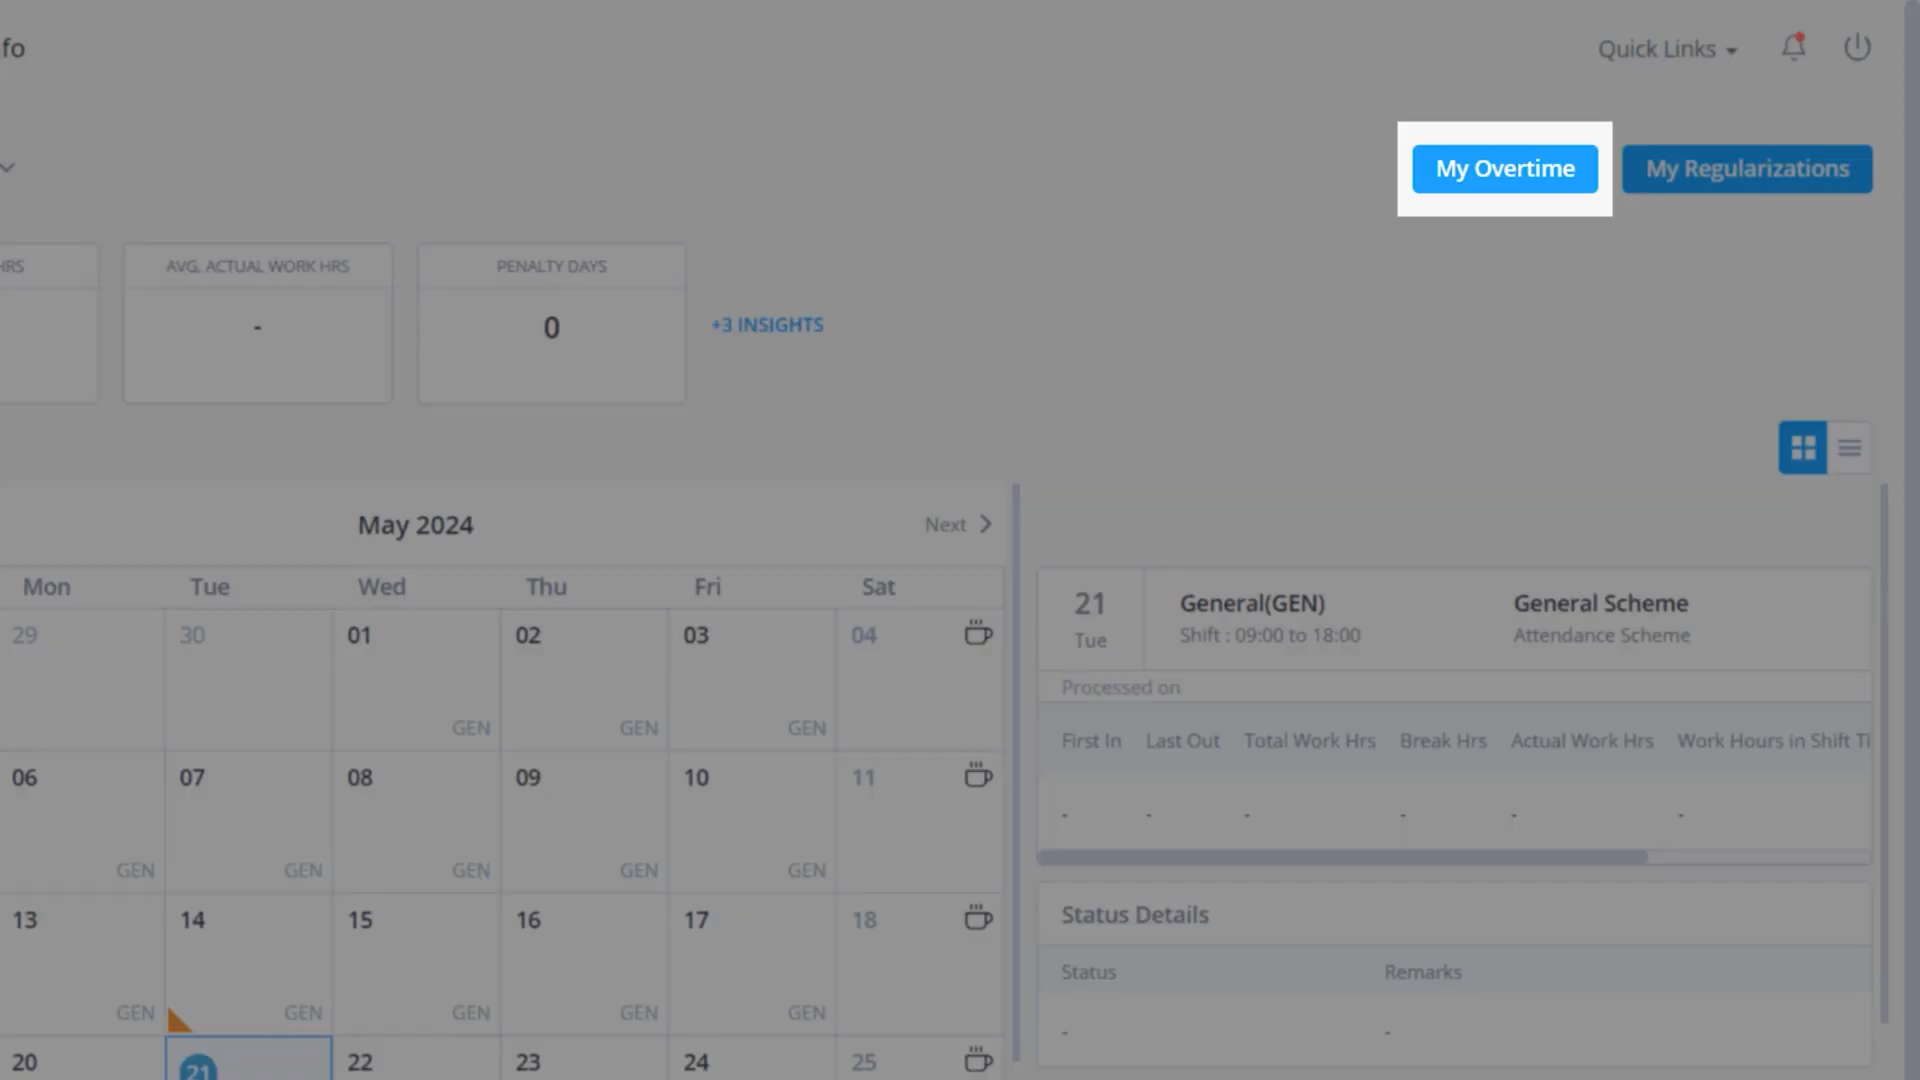 fo
Quick Links
My Overtime
My Regularizations
HRS
AVG. ACTUAL WORK HRS
PENALTY DAYS
-
0
+3 INSIGHTS
May 2024
Next
Mon Tue Wed Thu Fri Sat
29 30 01 02 03 04
GEN GEN GEN
06 07 08 09 10 11
GEN GEN GEN GEN GEN
13 14 15 16 17 18
GEN GEN GEN GEN GEN
20 21 22 23 24 25
21
Tue
General(GEN)
Shift : 09:00 to 18:00
General Scheme
Attendance Scheme
Processed on
First In Last Out Total Work Hrs Break Hrs Actual Work Hrs Work Hours in Shift Ti
- - - - - -
Status Details
Status Remarks
- -